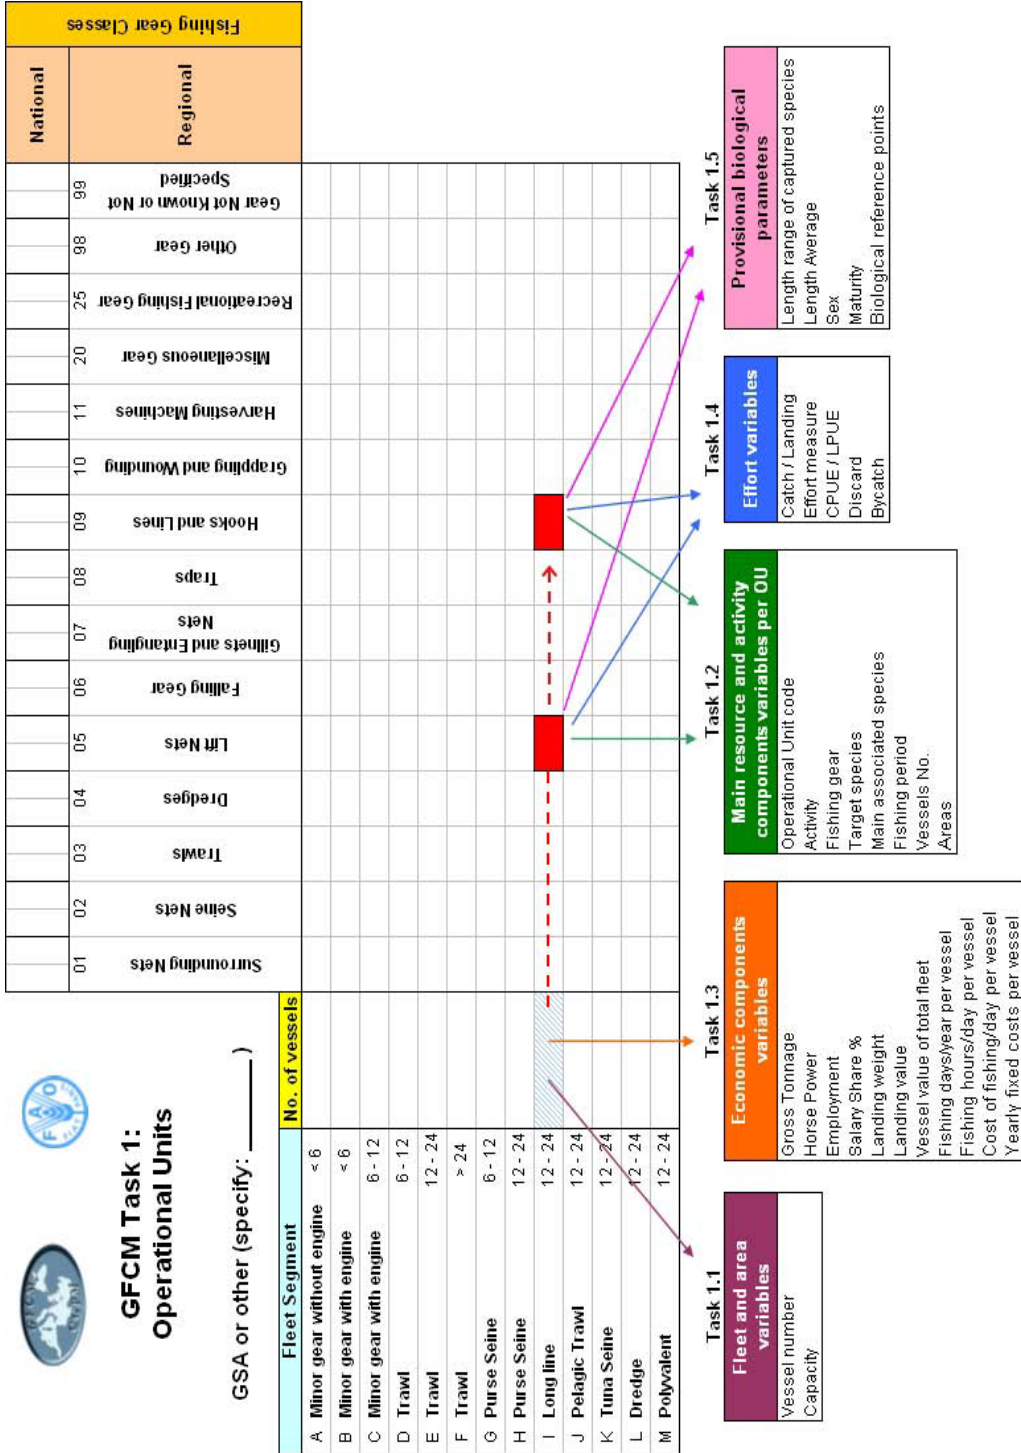 GFCM Task 1:
Operational Units
GSA or other (specify: ________)
FAO
FIAT PANIS
National
Regional
Fishing Gear Classes
01 Surrounding Nets
02 Seine Nets
03 Trawls
04 Dredges
05 Lift Nets
06 Falling Gear
07 Gillnets and Entangling
Nets
08 Traps
09 Hooks and Lines
10 Grappling and Wounding
11 Harvesting Machines
20 Miscellaneous Gear
25 Recreational Fishing Gear
98 Other Gear
99 Gear Not Known or Not
Specified
Fleet Segment No. of vessels
A Minor gear without engine < 6
B Minor gear with engine < 6
C Minor gear with engine 6 - 12
D Trawl 6 - 12
E Trawl 12 - 24
F Trawl > 24
G Purse Seine 6 - 12
H Purse Seine 12 - 24
I Long line 12 - 24
J Pelagic Trawl 12 - 24
K Tuna Seine 12 - 24
L Dredge 12 - 24
M Polyvalent 12 - 24
Task 1.1
Fleet and area
variables
Vessel number
Capacity
Task 1.3
Economic components
variables
Gross Tonnage
Horse Power
Employment
Salary Share %
Landing weight
Landing value
Vessel value of total fleet
Fishing days/year per vessel
Fishing hours/day per vessel
Cost of fishing/day per vessel
Yearly fixed costs per vessel
Task 1.2
Main resource and activity
components variables per OU
Operational Unit code
Activity
Fishing gear
Target species
Main associated species
Fishing period
Vessels No.
Areas
Task 1.4
Effort variables
Catch / Landing
Effort measure
CPUE / LPUE
Discard
Bycatch
Task 1.5
Provisional biological
parameters
Length range of captured species
Length Average
Sex
Maturity
Biological reference points